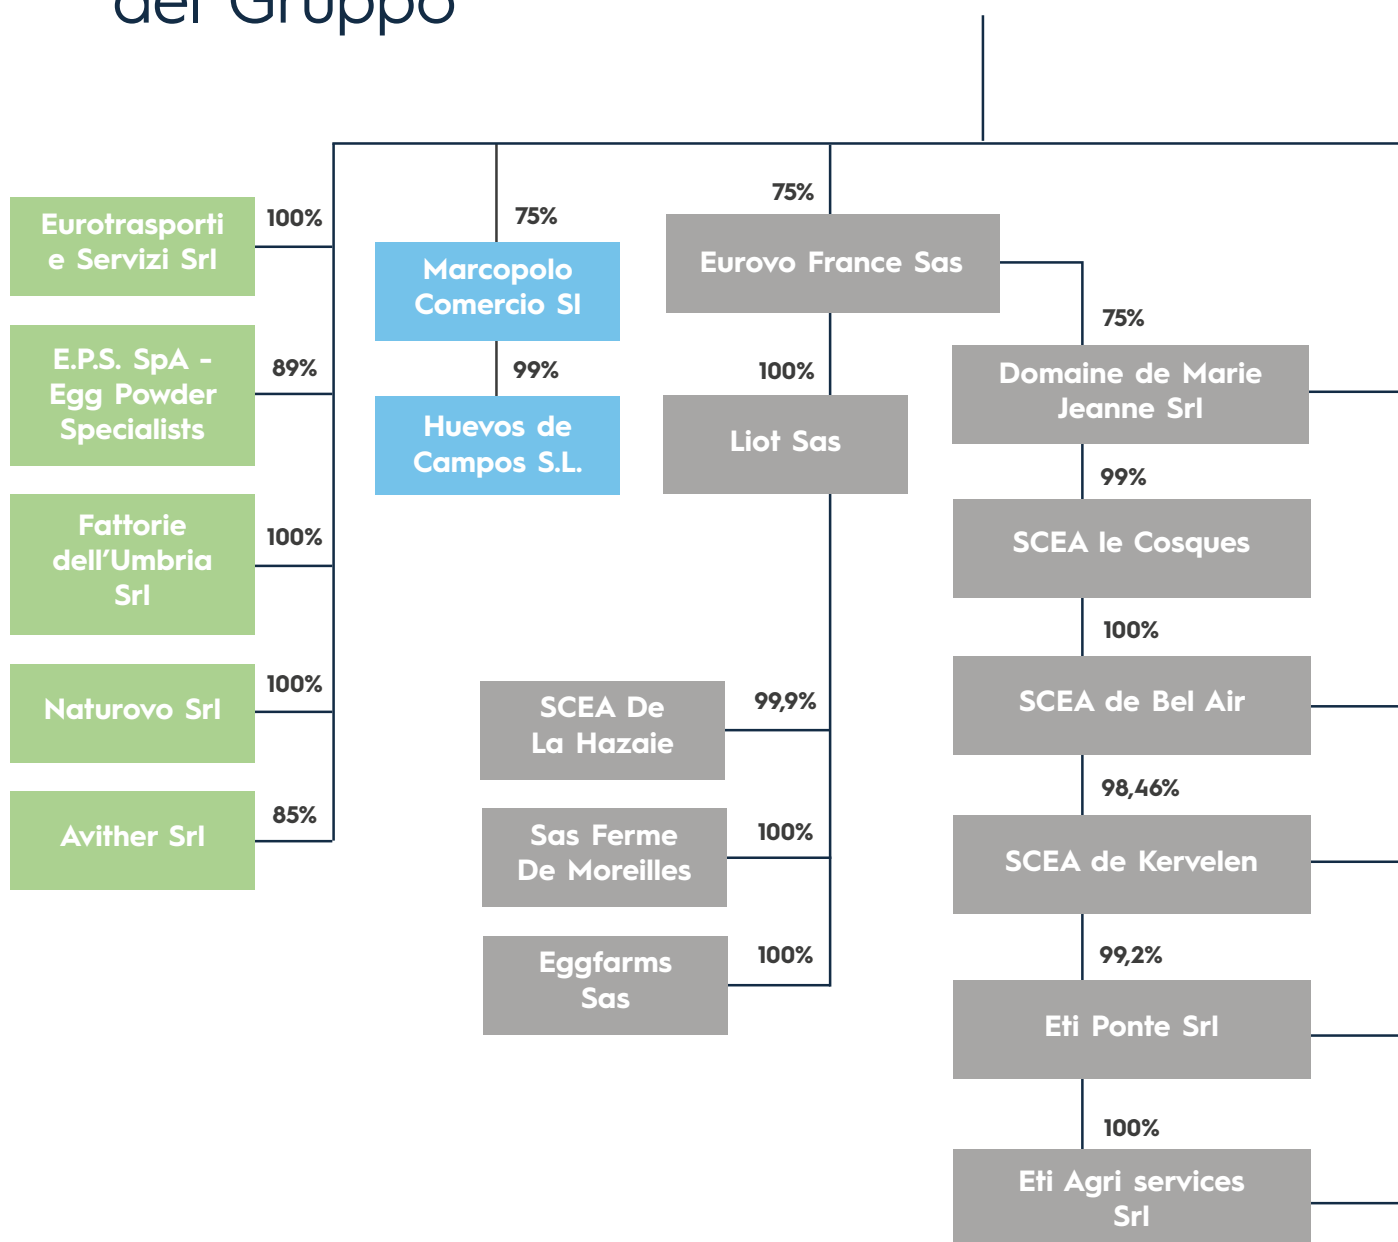 del Gruppo
100%
Eurotrasporti
e Servizi Srl
89%
E.P.S. SpA -
Egg Powder
Specialists
100%
Fattorie
dell'Umbria
Srl
100%
Naturovo Srl
85%
Avither Srl
75%
Marcopolo
Comercio Sl
99%
Huevos de
Campos S.L.
75%
Eurovo France Sas
100%
Liot Sas
99,9%
SCEA De
La Hazaie
100%
Sas Ferme
De Moreilles
100%
Eggfarms
Sas
75%
Domaine de Marie
Jeanne Srl
99%
SCEA le Cosques
100%
SCEA de Bel Air
98,46%
SCEA de Kervelen
99,2%
Eti Ponte Srl
100%
Eti Agri services
Srl